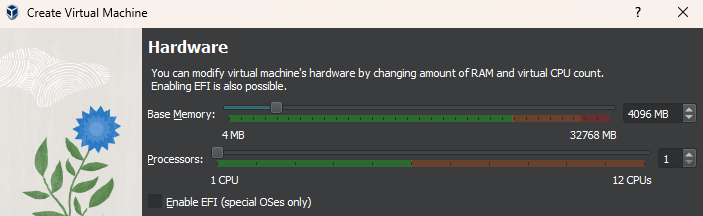 Create Virtual Machine
?
Hardware
You can modify virtual machine's hardware by changing amount of RAM and virtual CPU count.
Enabling EFI is also possible.
Base Memory:
4096 MB
4 MB
32768 MB
Processors:
1
1 CPU
12 CPUs
Enable EFI (special OSes only)